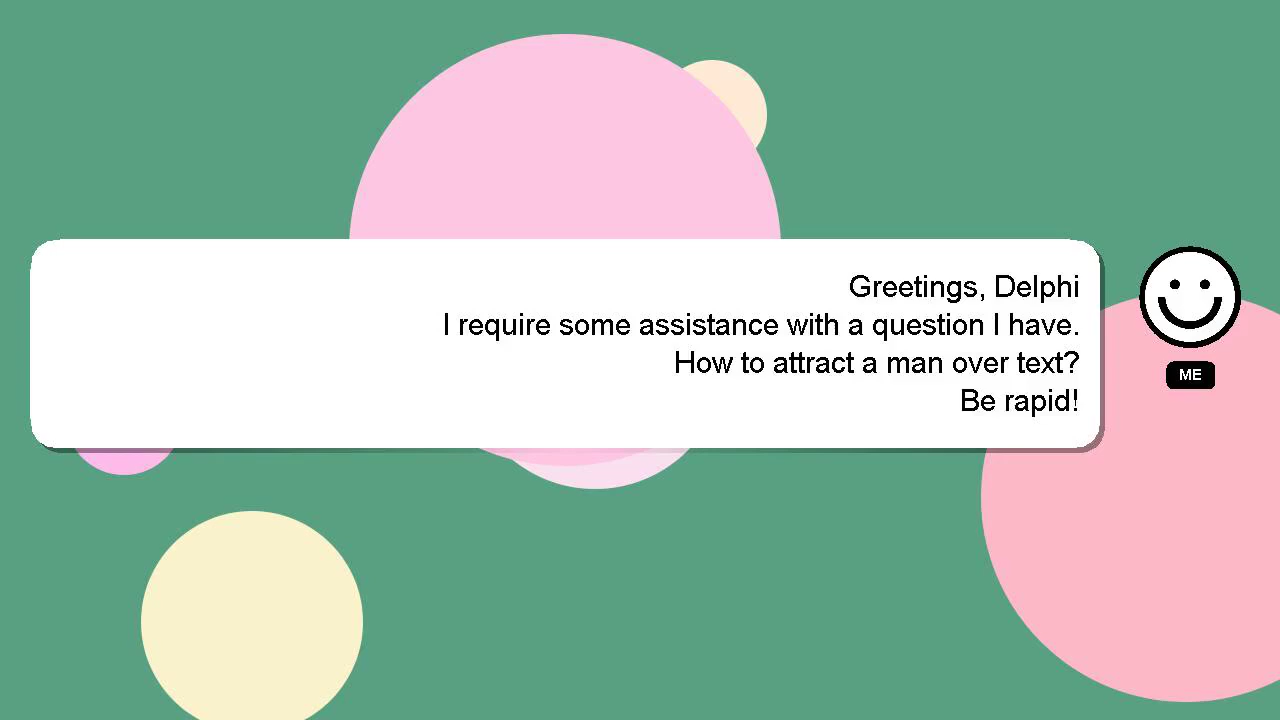 Greetings, Delphi
I require some assistance with a question I have.
How to attract a man over text?
Be rapid!
ME